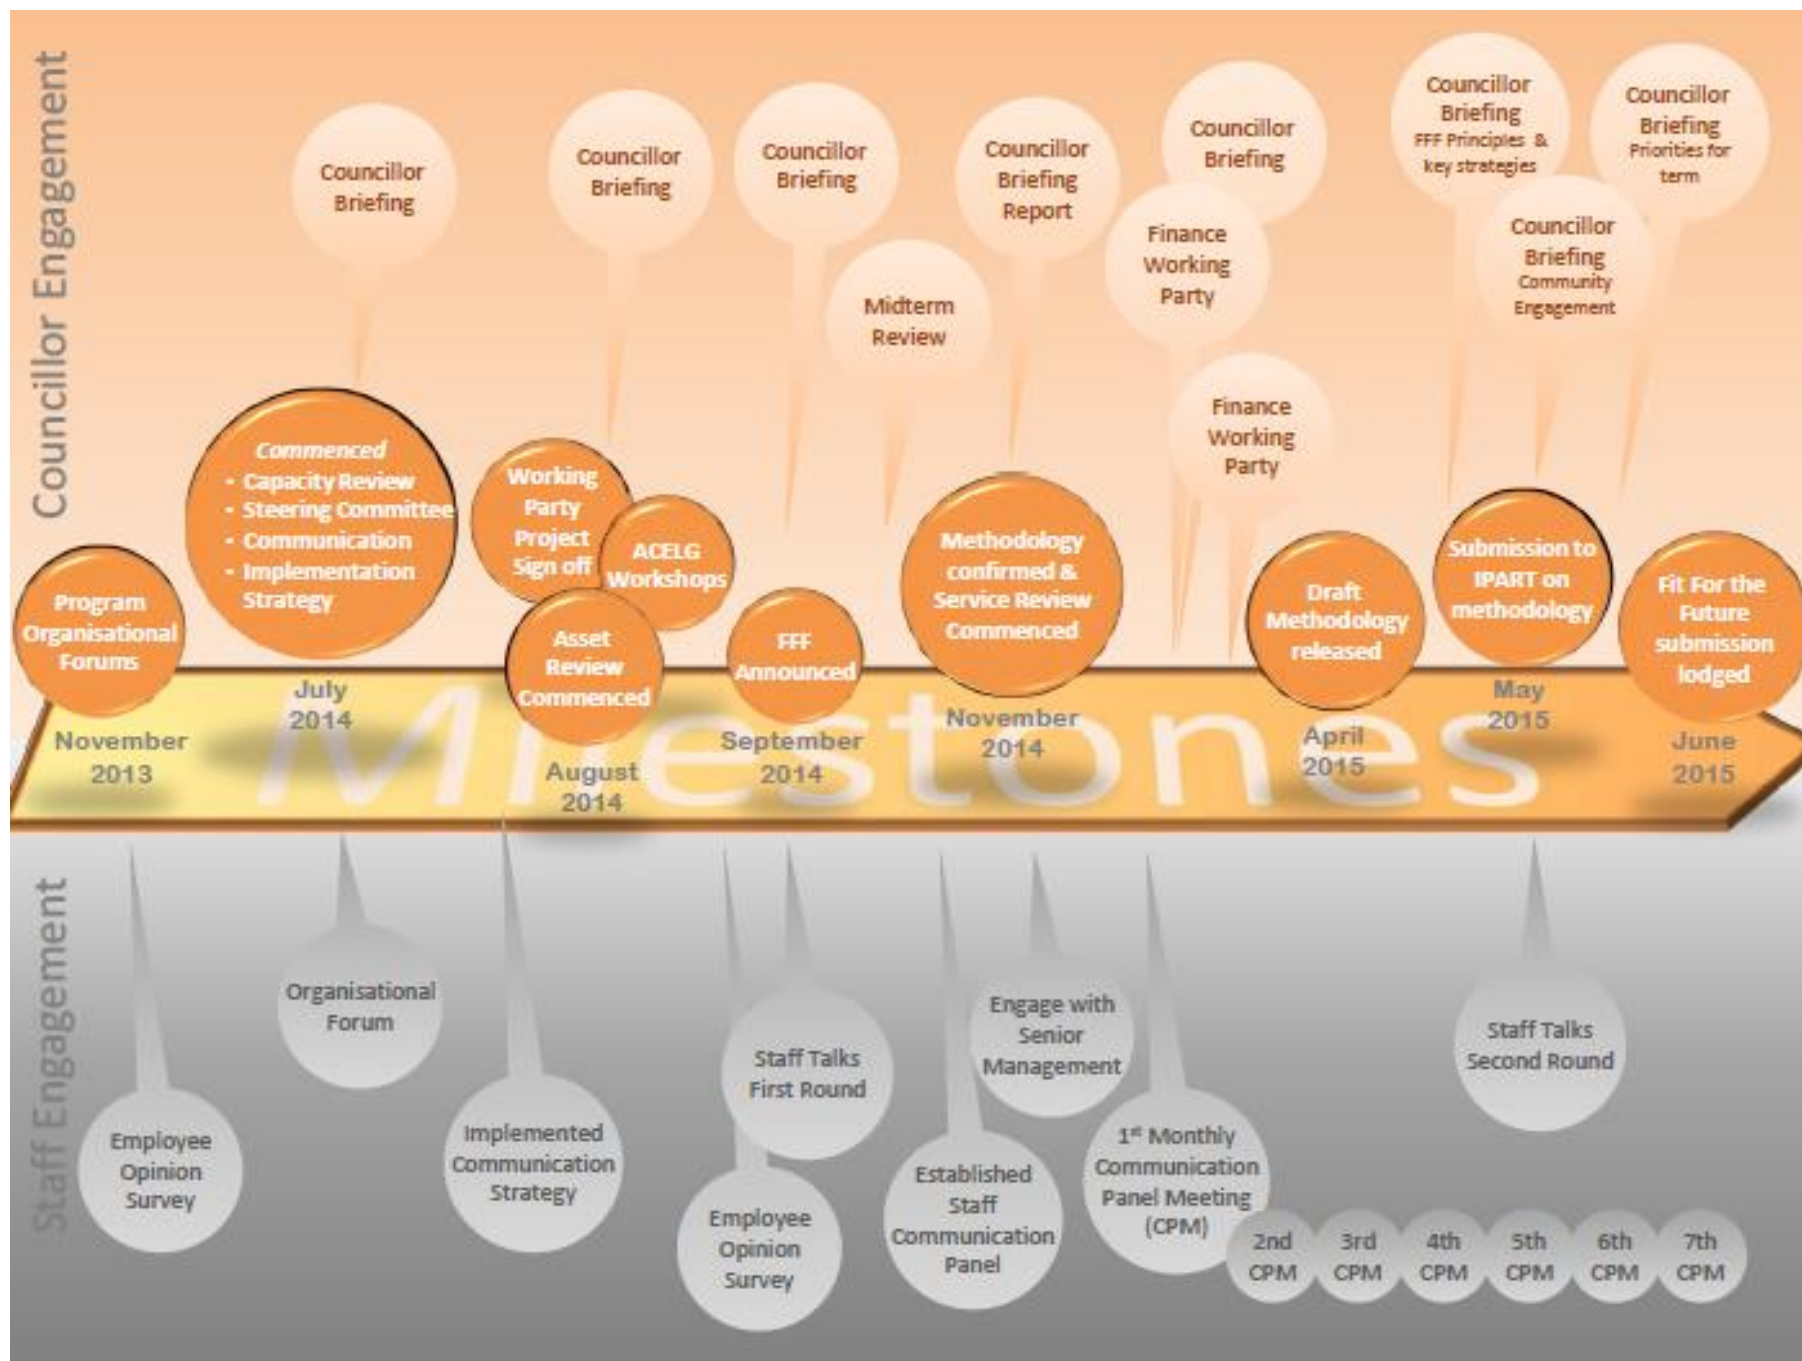 Councillor Engagement
Councillor
Briefing
Councillor
Briefing
Councillor
Briefing
Midterm
Review
Councillor
Briefing
Report
Councillor
Briefing
Finance
Working
Party
Finance
Working
Party
Councillor
Briefing
FFF Principles &
key strategies
Councillor
Briefing
Community
Engagement
Councillor
Briefing
Priorities for
term
Program
Organisational
Forums
Commenced
- Capacity Review
- Steering Committee
- Communication
- Implementation
Strategy
Working
Party
Project
Sign off
ACELG
Workshops
Asset
Review
Commenced
FFF
Announced
Methodology
confirmed &
Service Review
Commenced
Draft
Methodology
released
Submission to
IPART on
methodology
Fit For the
Future
submission
lodged
Milestones
November
2013
July
2014
August
2014
September
2014
November
2014
April
2015
May
2015
June
2015
Staff Engagement
Employee
Opinion
Survey
Organisational
Forum
Implemented
Communication
Strategy
Staff Talks
First Round
Employee
Opinion
Survey
Established
Staff
Communication
Panel
Engage with
Senior
Management
1st Monthly
Communication
Panel Meeting
(CPM)
2nd
CPM
3rd
CPM
4th
CPM
5th
CPM
6th
CPM
7th
CPM
Staff Talks
Second Round